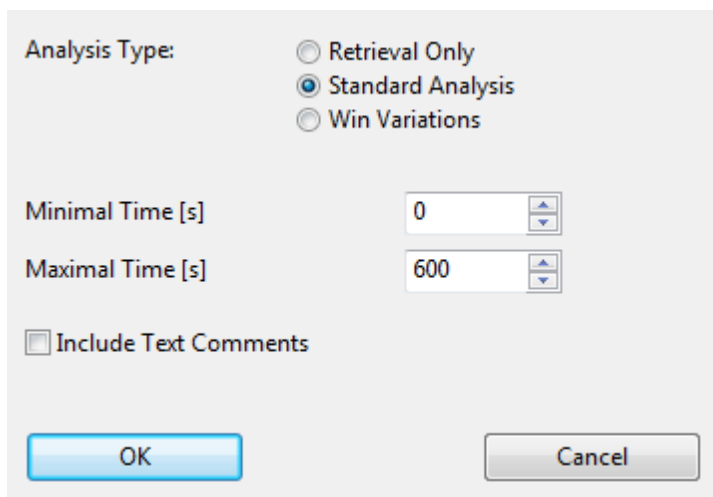 Analysis Type:
Retrieval Only
Standard Analysis
Win Variations
Minimal Time [s]
0
Maximal Time [s]
600
Include Text Comments
OK
Cancel